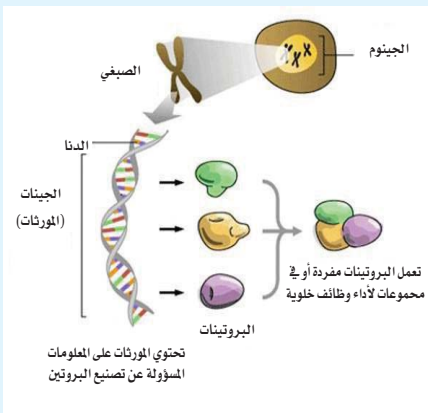 الجينوم
الصبغي
الدنا
الجينات
(المورثات)
تعمل البروتينات مفردة أو في
محموعات لأداء وظائف خلوية
البروتينات
تحتوي المورثات على المعلومات
المسؤولة عن تصنيع البروتين